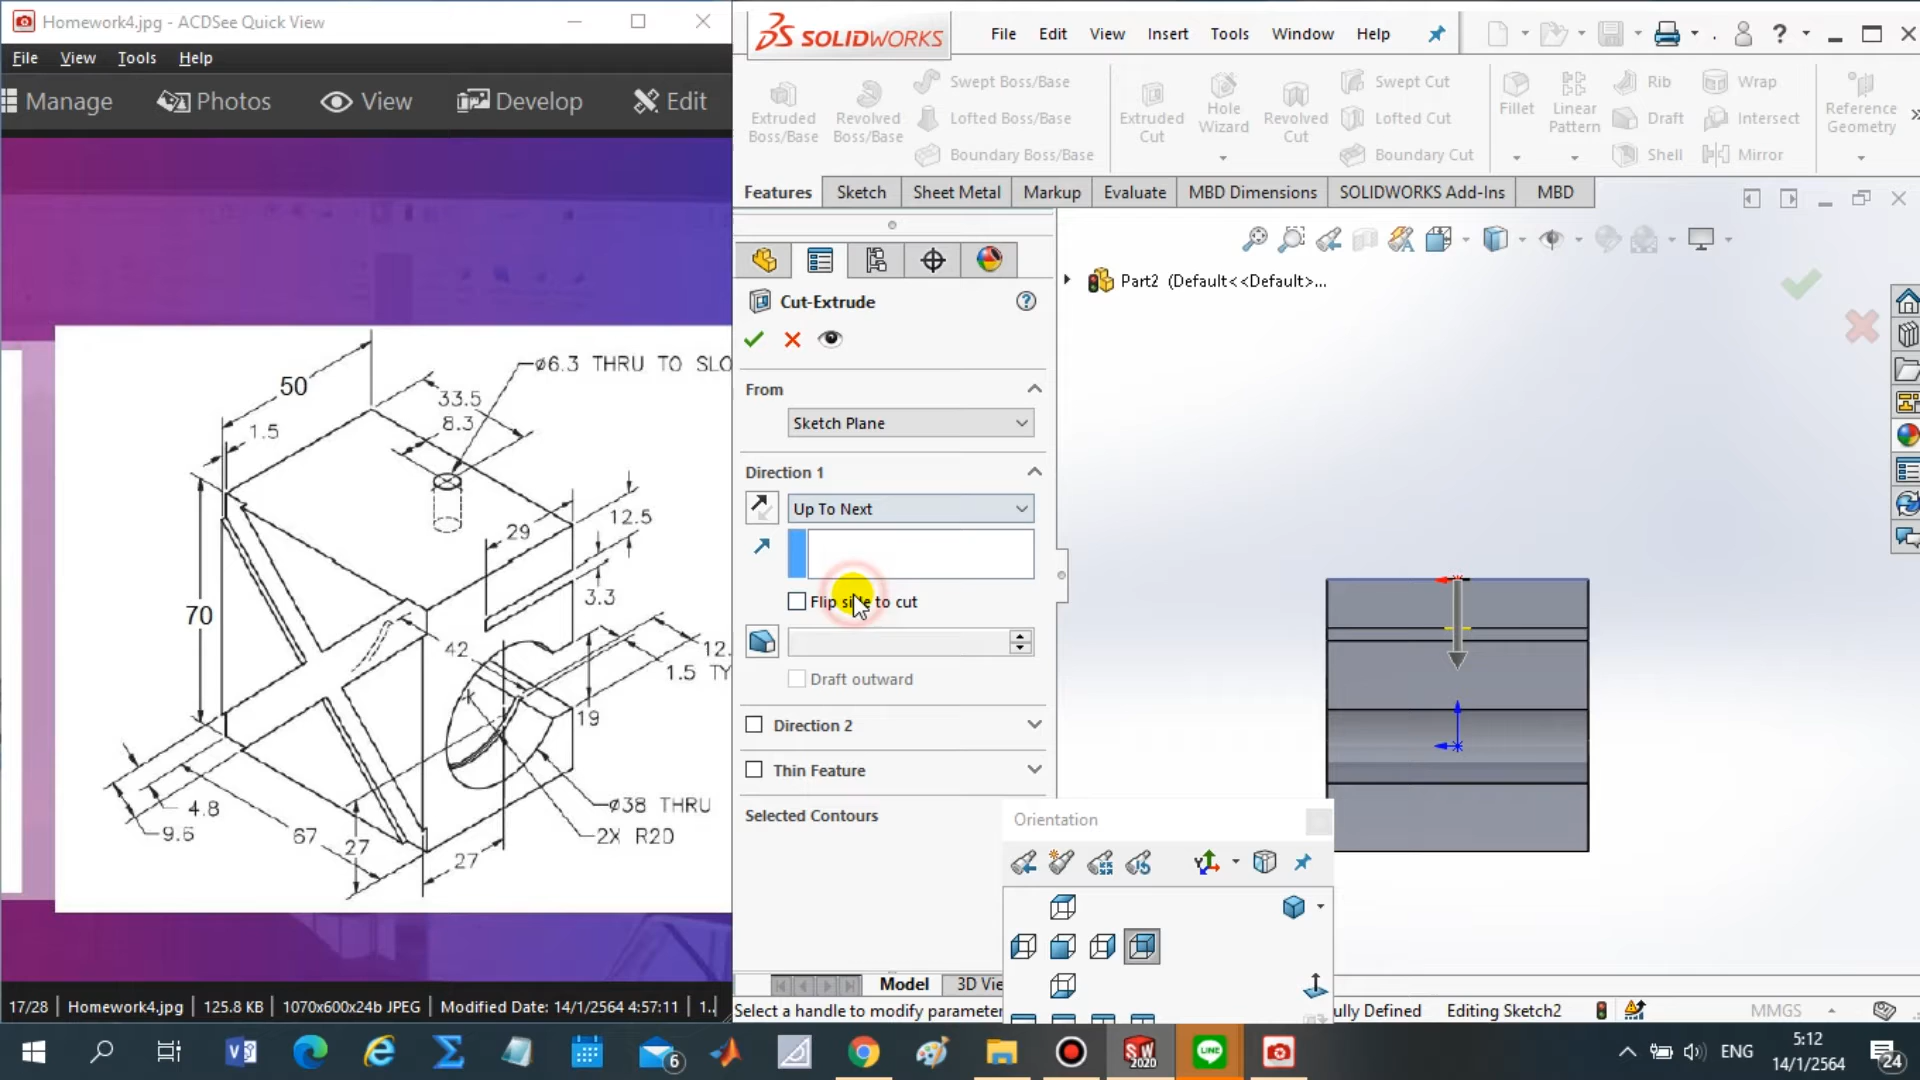 Homework4.jpg - ACDSee Quick View
File View Tools Help
Manage Photos View Develop Edit
50
1.5
33.5
8.3
ø6.3 THRU TO SLO
29
12.5
3.3
70
42
12.
1.5 TY
19
4.8
9.6
67
27
27
ø38 THRU
2X R20
17/28 Homework4.jpg 125.8 KB 1070x600x24b JPEG Modified Date: 14/1/2564 4:57:11 1..
SOLIDWORKS File Edit View Insert Tools Window Help
Extruded Boss/Base
Revolved Boss/Base
Swept Boss/Base
Lofted Boss/Base
Boundary Boss/Base
Extruded Cut
Hole Wizard
Revolved Cut
Swept Cut
Lofted Cut
Boundary Cut
Fillet
Linear Pattern
Rib
Draft
Shell
Wrap
Intersect
Mirror
Reference Geometry
Features Sketch Sheet Metal Markup Evaluate MBD Dimensions SOLIDWORKS Add-Ins MBD
Part2 (Default<<Default>...
Cut-Extrude
From
Sketch Plane
Direction 1
Up To Next
Flip side to cut
Draft outward
Direction 2
Thin Feature
Selected Contours
Orientation
Model 3D Vie
Select a handle to modify parameter
ully Defined Editing Sketch2 MMGS
6
SW 2020
LINE
ENG
5:12
14/1/2564
24